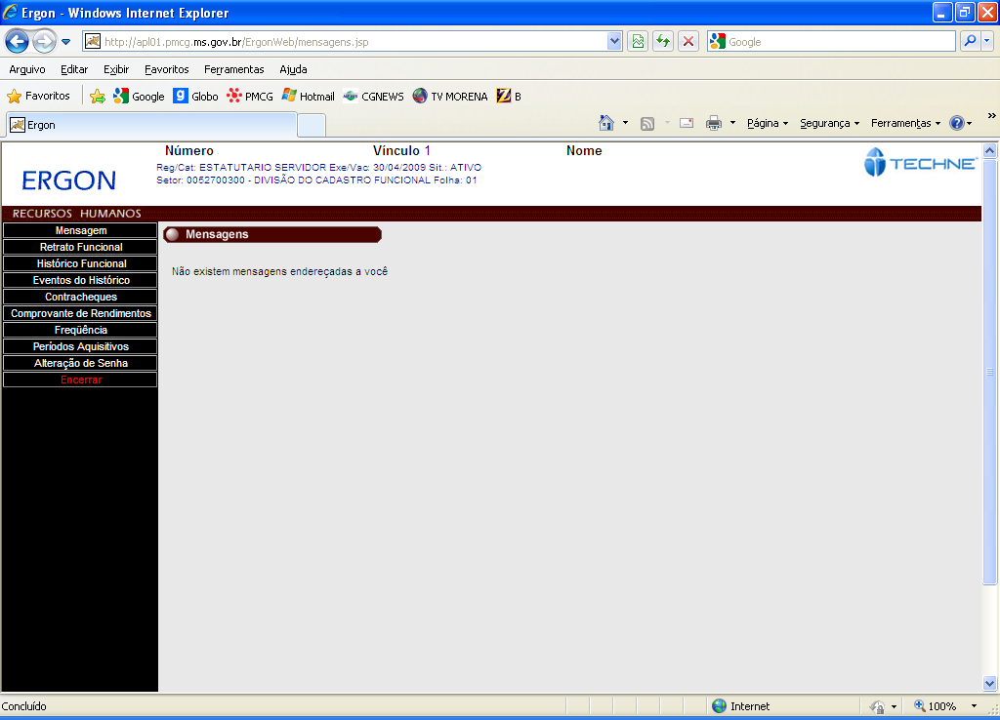 Ergon - Windows Internet Explorer
http://apl01.pmcg.ms.gov.br/ErgonWeb/mensagens.jsp
Google
Arquivo Editar Exibir Favoritos Ferramentas Ajuda
Favoritos Google Globo PMCG Hotmail CGNEWS TV MORENA B
Ergon
Página Segurança Ferramentas »
Número Vínculo 1 Nome
Reg/Cat: ESTATUTARIO SERVIDOR Exe/Vac: 30/04/2009 Sit.: ATIVO
Setor: 0052700300 - DIVISÃO DO CADASTRO FUNCIONAL Folha: 01
ERGON
TECHNE
RECURSOS HUMANOS
Mensagem
Retrato Funcional
Histórico Funcional
Eventos do Histórico
Contracheques
Comprovante de Rendimentos
Freqüência
Períodos Aquisitivos
Alteração de Senha
Encerrar
Mensagens
Não existem mensagens endereçadas a você
Concluído
Internet
100%